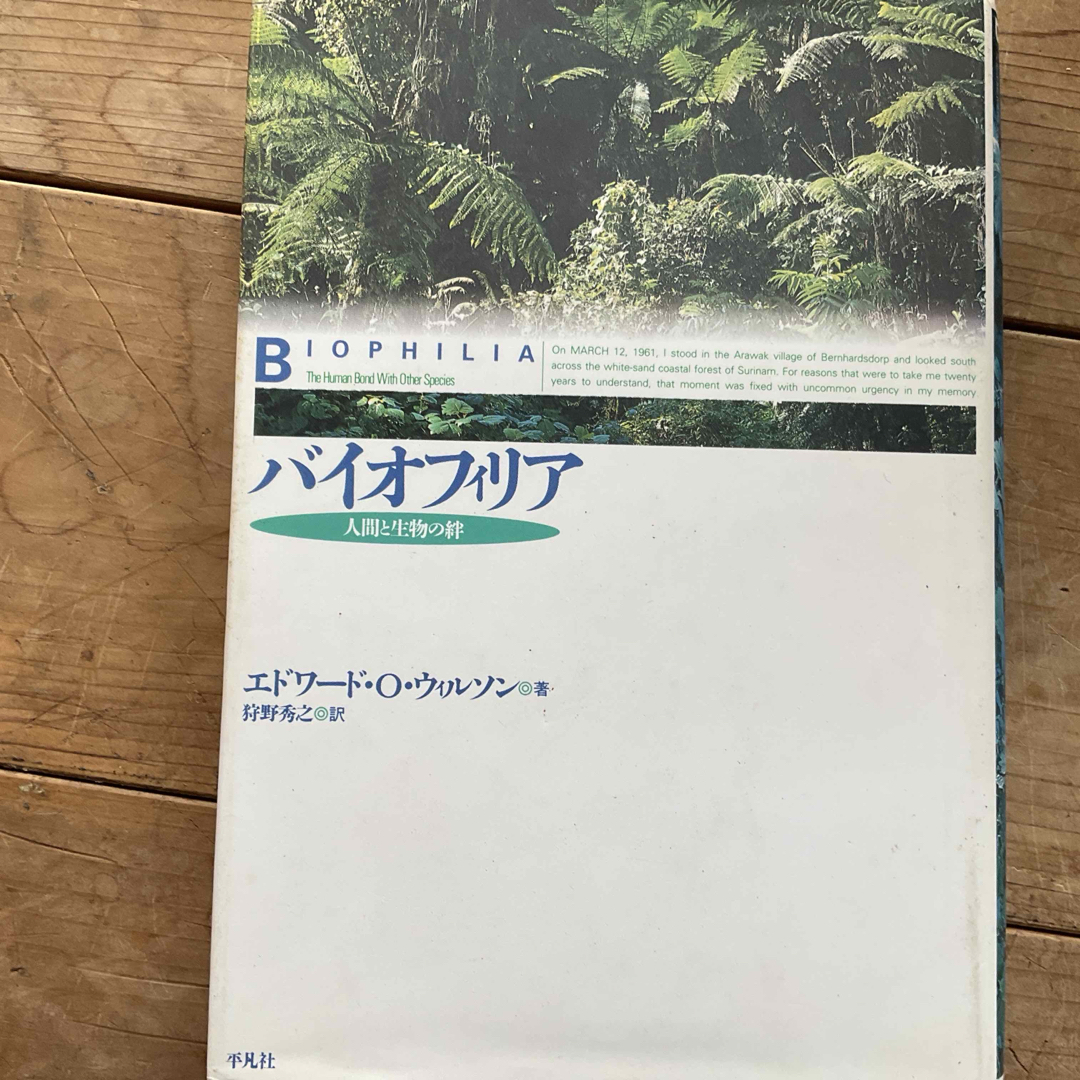 BIOPHILIA
The Human Bond With Other Species
On MARCH 12, 1961, I stood in the Arawak village of Bernhardsdorp and looked south
across the white-sand coastal forest of Surinam. For reasons that were to take me twenty
years to understand, that moment was fixed with uncommon urgency in my memory
バイオフィリア
人間と生物の絆
エドワード・O・ウィルソン◎著
狩野秀之◎訳
平凡社